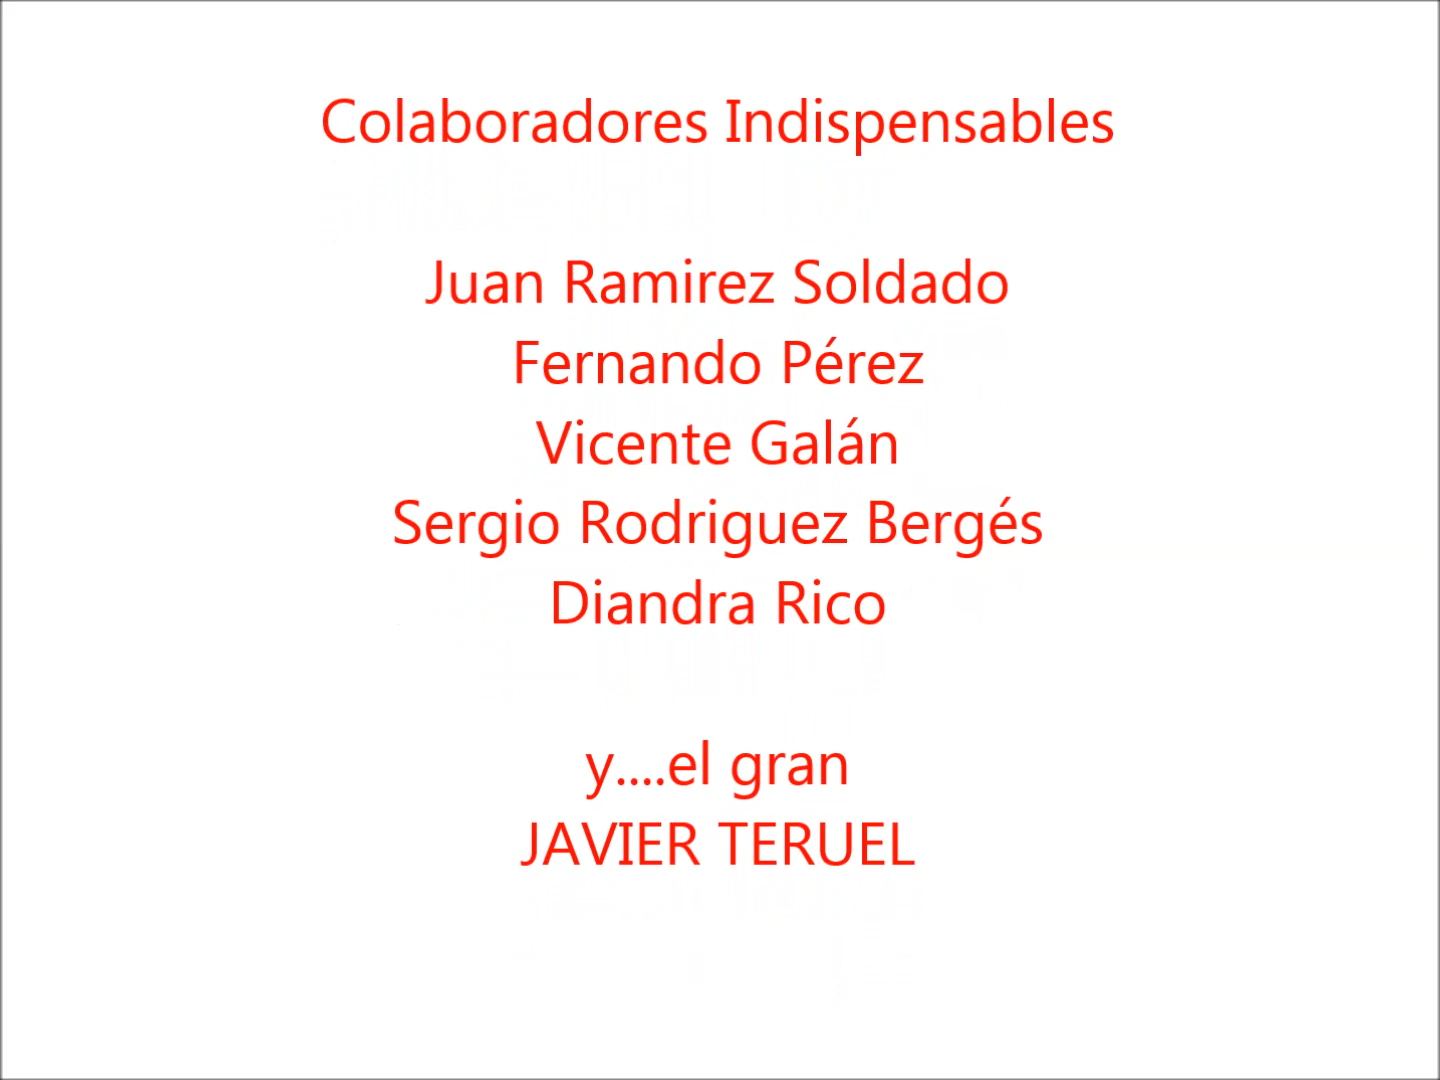 Colaboradores Indispensables
Juan Ramirez Soldado
Fernando Pérez
Vicente Galán
Sergio Rodriguez Bergés
Diandra Rico
y....el gran
JAVIER TERUEL